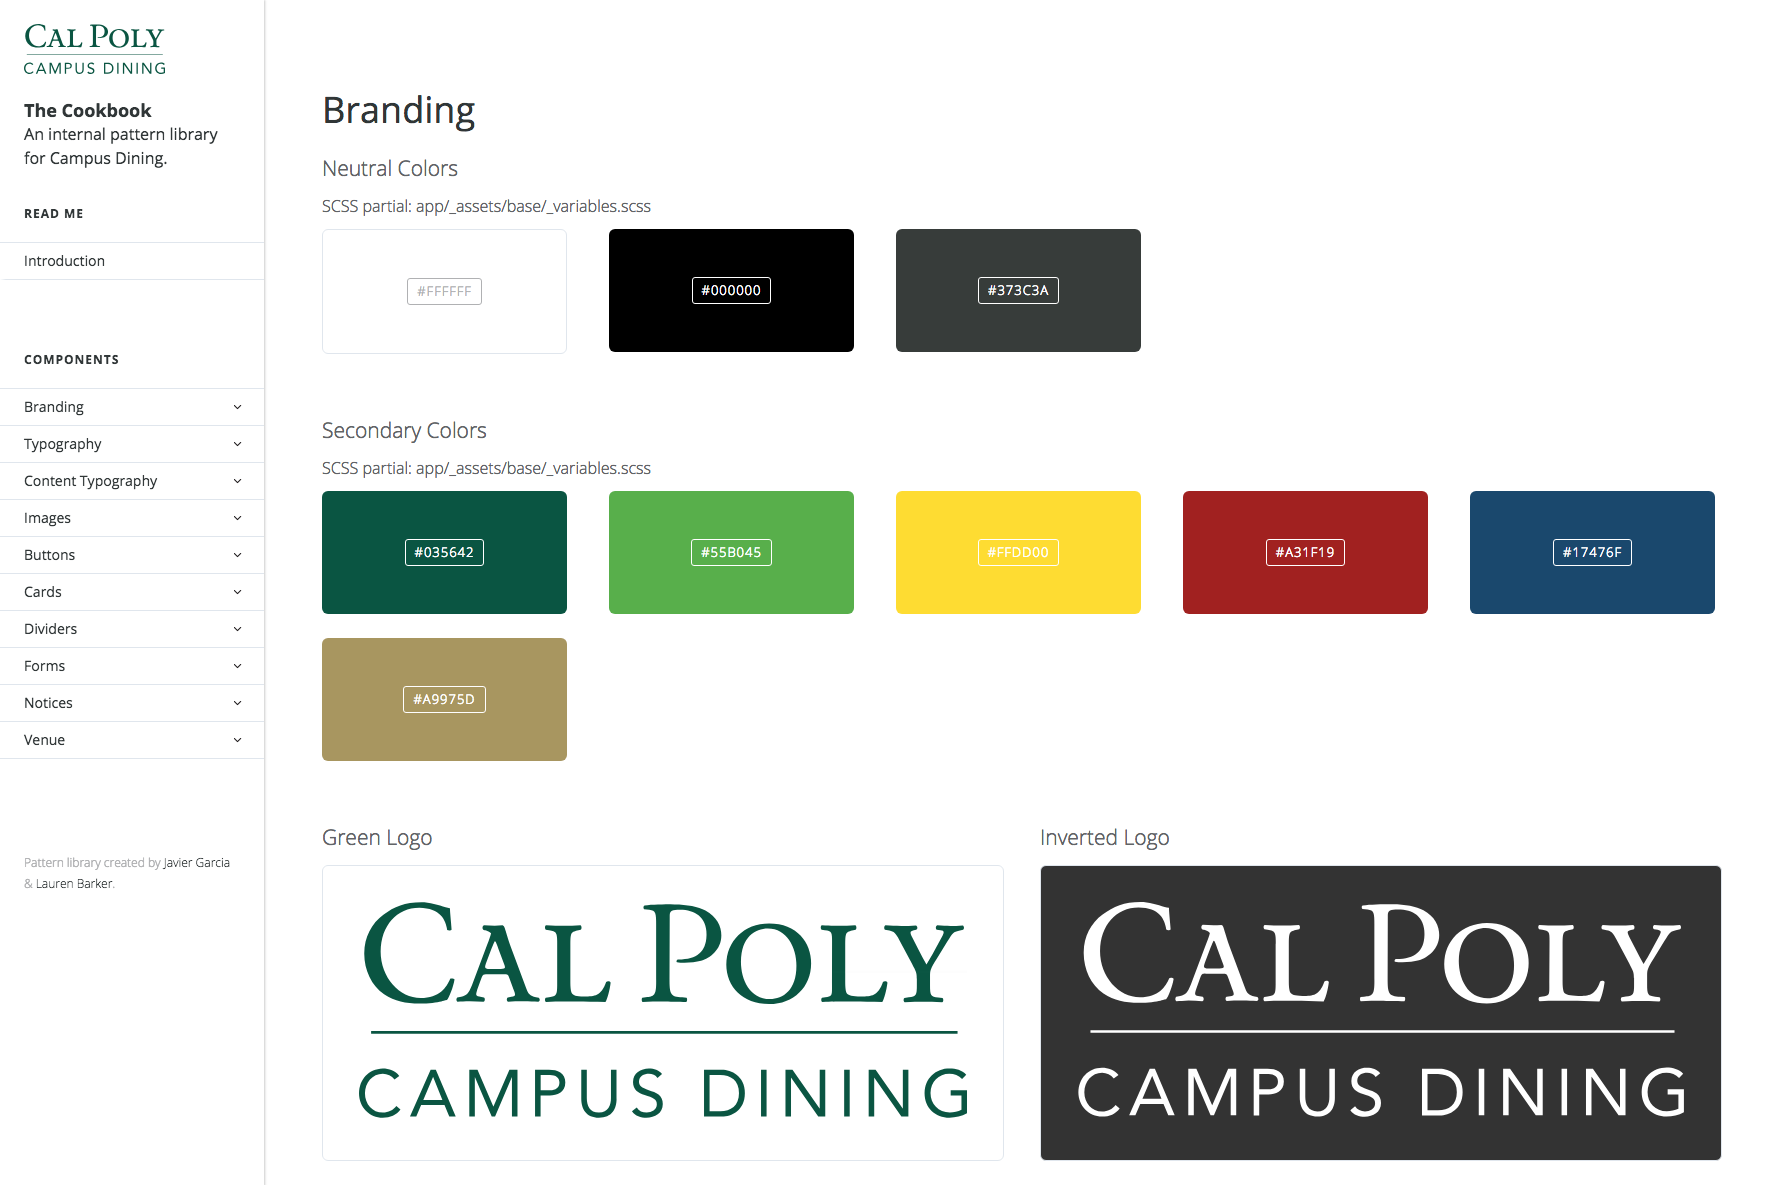 CAL POLY
CAMPUS DINING
The Cookbook
An internal pattern library
for Campus Dining.
READ ME
Introduction
COMPONENTS
Branding
Typography
Content Typography
Images
Buttons
Cards
Dividers
Forms
Notices
Venue
Pattern library created by Javier Garcia
& Lauren Barker.
Branding
Neutral Colors
SCSS partial: app/_assets/base/_variables.scss
#FFFFFF
#000000
#373C3A
Secondary Colors
SCSS partial: app/_assets/base/_variables.scss
#035642
#55B045
#FFDD00
#A31F19
#17476F
#A9975D
Green Logo
CAL POLY
CAMPUS DINING
Inverted Logo
CAL POLY
CAMPUS DINING